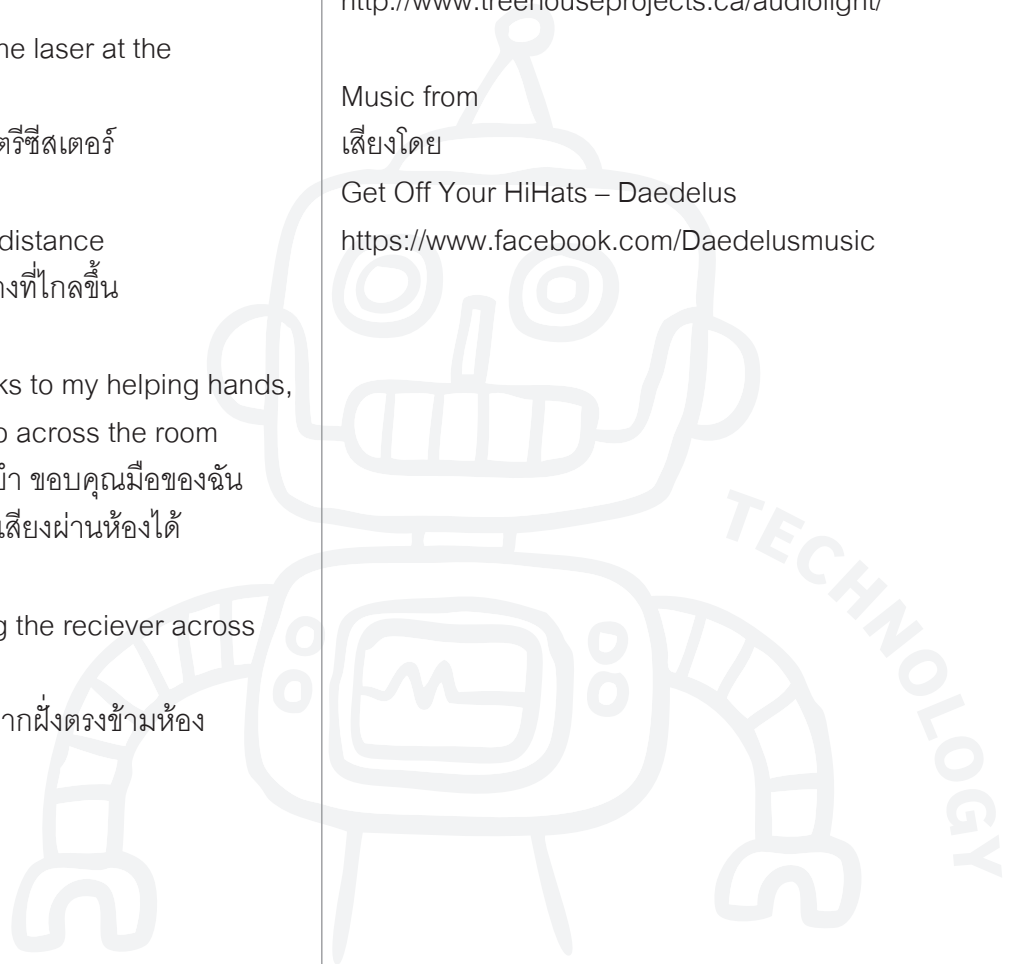 ne laser at the
ตรีซีสเตอร์
distance
างที่ไกลขึ้น
ks to my helping hands,
o across the room
ยำ ขอบคุณมือของฉัน
เสียงผ่านห้องได้
g the reciever across
ากฝั่งตรงข้ามห้อง
http://www.treehouseprojects.ca/audiolight/
Music from
เสียงโดย
Get Off Your HiHats – Daedelus
https://www.facebook.com/Daedelusmusic
TECHNOLOGY